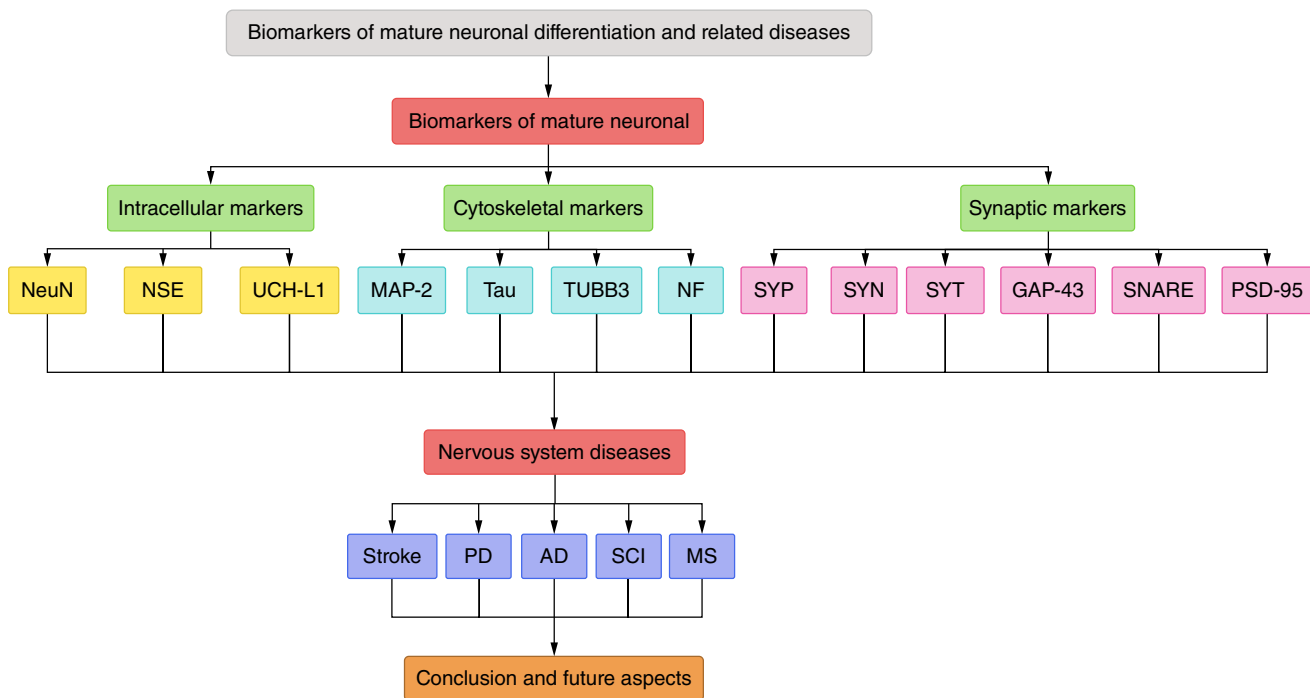 Biomarkers of mature neuronal differentiation and related diseases
Biomarkers of mature neuronal
Intracellular markers
Cytoskeletal markers
Synaptic markers
NeuN
NSE
UCH-L1
MAP-2
Tau
TUBB3
NF
SYP
SYN
SYT
GAP-43
SNARE
PSD-95
Nervous system diseases
Stroke
PD
AD
SCI
MS
Conclusion and future aspects